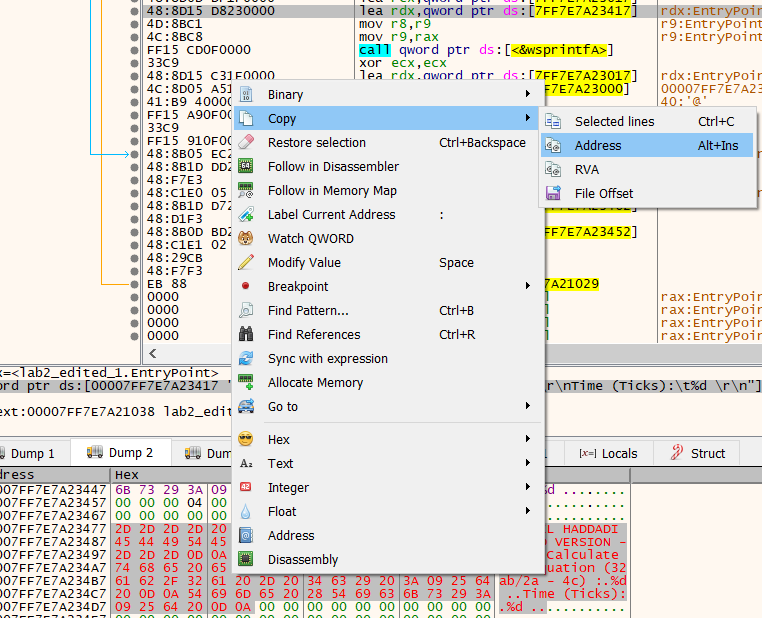 48:8D15 D8230000 lea rdx,qword ptr ds:[7FF7E7A23417] rdx:EntryPoin
4D:8BC1 mov r8,r9 r9:EntryPoint
4C:8BC8 mov r9,rax r9:EntryPoint
FF15 CD0F0000 call qword ptr ds:[<&wsprintfA>]
33C9 xor ecx,ecx
48:8D15 C31F0000 lea rdx,qword ptr ds:[7FF7E7A23017] rdx:EntryPoin
4C:8D05 A51 F7E7A23000] 00007FF7E7A23
41:B9 40000 40:'@'
FF15 A90F00
33C9
FF15 910F00
48:8B05 EC2
48:8B1D DD2
48:F7E3
48:C1E0 05
48:8B1D D72
48:D1F3
48:8B0D BD2 FF7E7A23452]
48:C1E1 02
48:29CB
48:F7F3
EB 88 7A21029
0000 rax:EntryPoin
0000 rax:EntryPoin
0000 rax:EntryPoin
0000 rax:EntryPoin
Binary
Copy
Restore selection Ctrl+Backspace
Follow in Disassembler
Follow in Memory Map
Label Current Address :
Watch QWORD
Modify Value Space
Breakpoint
Find Pattern... Ctrl+B
Find References Ctrl+R
Sync with expression
Allocate Memory
Go to
Hex
Text
Integer
Float
Address
Disassembly
Selected lines Ctrl+C
Address Alt+Ins
RVA
File Offset
x=<lab2_edited_1.EntryPoint>
ord ptr ds:[00007FF7E7A23417 " r\nTime (Ticks):\t%d \r\n"]
ext:00007FF7E7A21038 lab2_edit
Dump 1 Dump 2 Dum [x=] Locals Struct
dress Hex
007FF7E7A23447 6B 73 29 3A 09 %d ........
007FF7E7A23457 00 00 00 04 00
007FF7E7A23467 00 00 00 00 00
007FF7E7A23477 2D 2D 2D 2D 20 L HADDADI
007FF7E7A23487 45 44 49 54 45 D VERSION -
007FF7E7A23497 2D 2D 2D 0D 0A Calculate
007FF7E7A234A7 74 68 65 20 65 uation (32
007FF7E7A234B7 61 62 2F 32 61 20 2D 20 34 63 29 20 3A 09 25 64 ab/2a - 4c) :.%d
007FF7E7A234C7 20 0D 0A 54 69 6D 65 20 28 54 69 63 6B 73 29 3A ..Time (Ticks):
007FF7E7A234D7 09 25 64 20 0D 0A 00 00 00 00 00 00 00 00 00 00 .%d ..